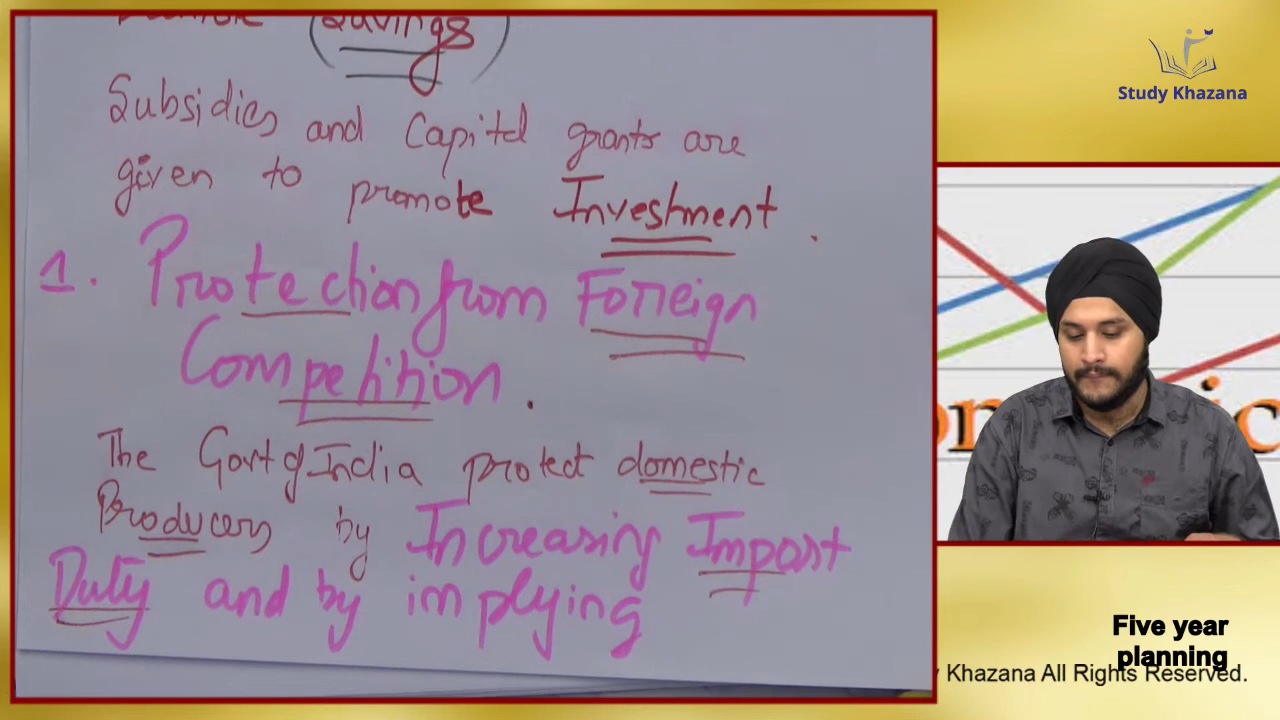 Savings
Subsidies and Capital grants are
given to promote Investment.
1. Protection from Foreign
Competition.
The Govt of India protect domestic
Producers by Increasing Import
Duty and by implying
Study Khazana
Five year
planning
Khazana All Rights Reserved.